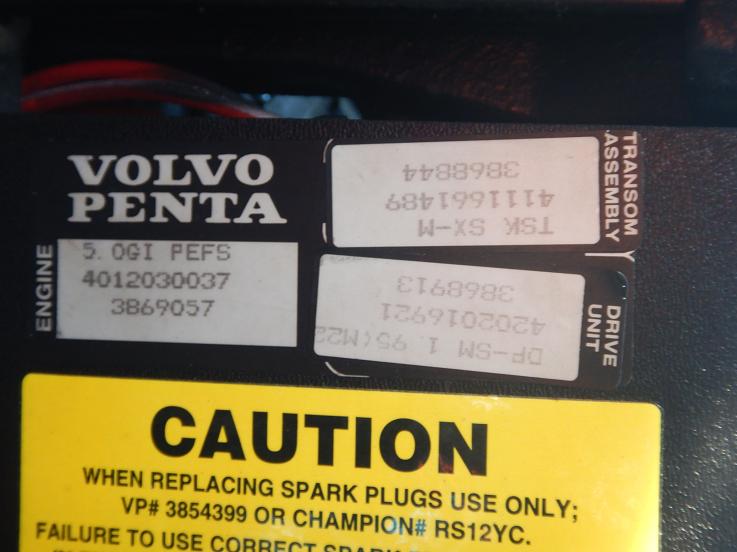 VOLVO
PENTA
ENGINE
5.0GI PEFS
4012030037
3869057
TRANSOM
ASSEMBLY
TSK SX-M
4111661489
3868844
DRIVE
UNIT
DP-SM 1.95(M22
4202016921
3868913
CAUTION
WHEN REPLACING SPARK PLUGS USE ONLY;
VP# 3854399 OR CHAMPION# RS12YC.
FAILURE TO USE CORRECT SPARK